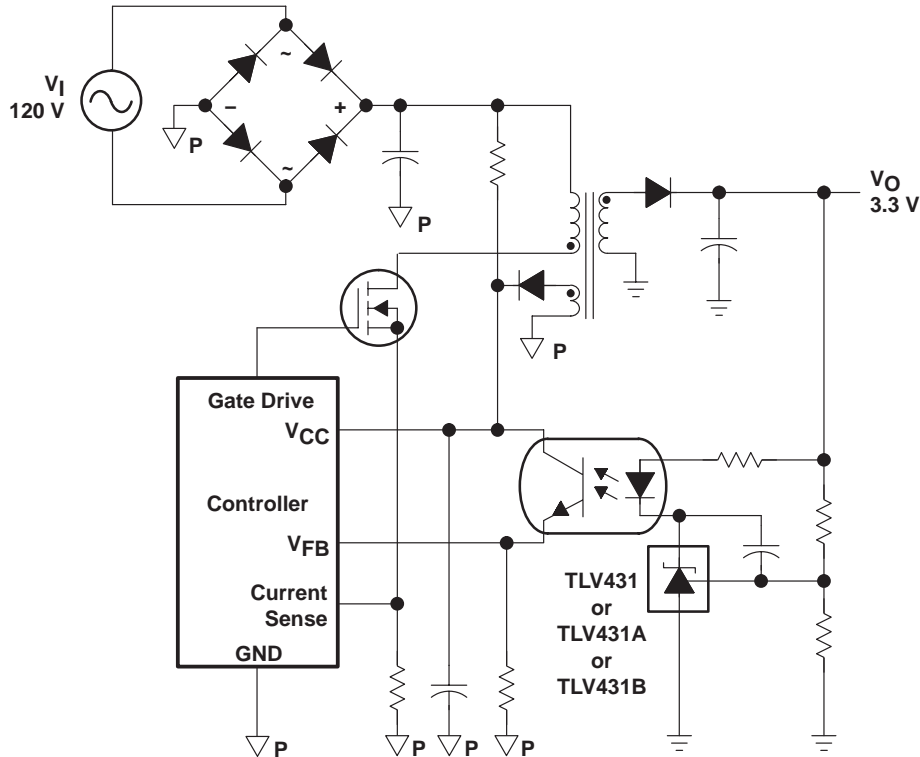 ~
VI
120 V
–
+
P
~
P
VO
3.3 V
P
Gate Drive
VCC
Controller
VFB
Current
Sense
GND
TLV431
or
TLV431A
or
TLV431B
P
P
P
P